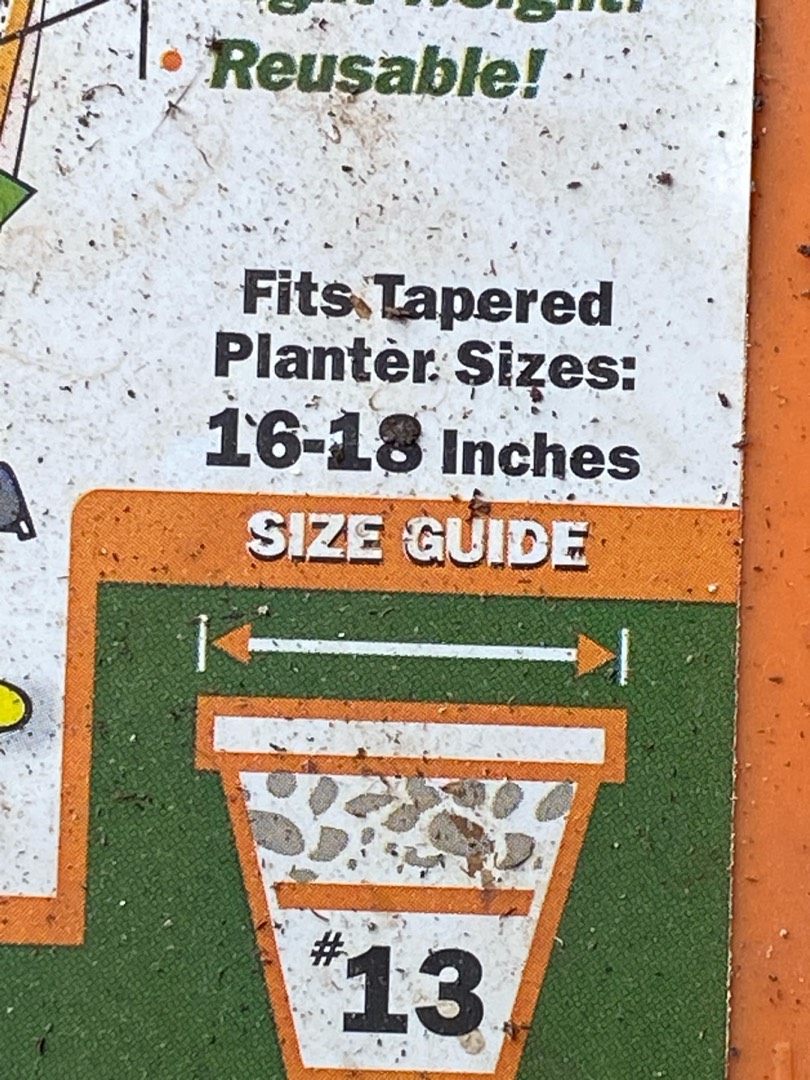 Reusable!
Fits Tapered
Planter Sizes:
16-18 Inches
SIZE GUIDE
#13